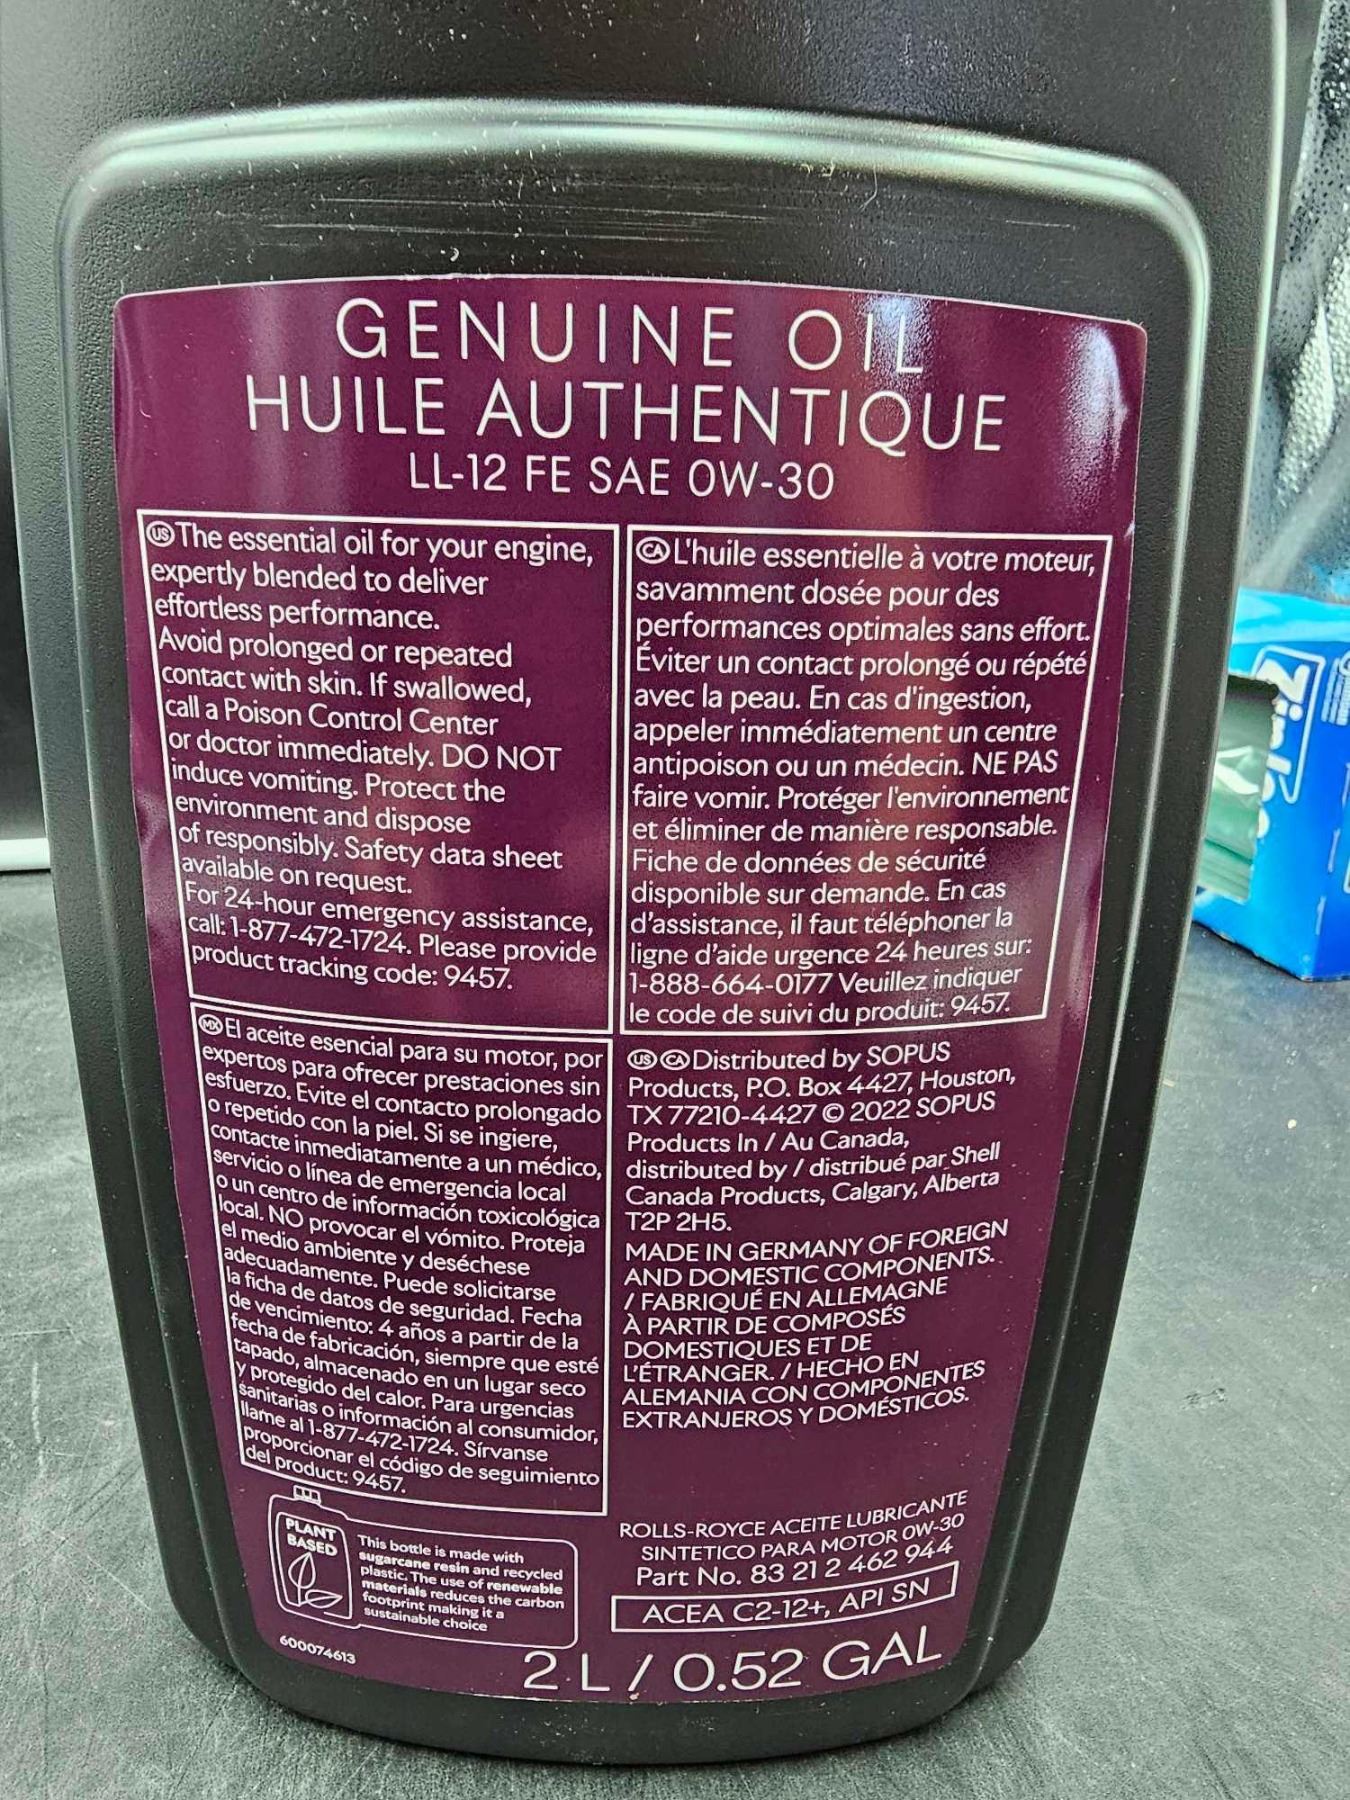 GENUINE OIL
HUILE AUTHENTIQUE
LL-12 FE SAE 0W-30
US The essential oil for your engine,
expertly blended to deliver
effortless performance.
Avoid prolonged or repeated
contact with skin. If swallowed,
call a Poison Control Center
or doctor immediately. DO NOT
induce vomiting. Protect the
environment and dispose
of responsibly. Safety data sheet
available on request.
For 24-hour emergency assistance,
call: 1-877-472-1724. Please provide
product tracking code: 9457.
CA L'huile essentielle à votre moteur,
savamment dosée pour des
performances optimales sans effort.
Éviter un contact prolongé ou répété
avec la peau. En cas d'ingestion,
appeler immédiatement un centre
antipoison ou un médecin. NE PAS
faire vomir. Protéger l'environnement
et éliminer de manière responsable.
Fiche de données de sécurité
disponible sur demande. En cas
d'assistance, il faut téléphoner la
ligne d'aide urgence 24 heures sur:
1-888-664-0177 Veuillez indiquer
le code de suivi du produit: 9457.
MX El aceite esencial para su motor, por
expertos para ofrecer prestaciones sin
esfuerzo. Evite el contacto prolongado
o repetido con la piel. Si se ingiere,
contacte inmediatamente a un médico,
servicio o línea de emergencia local
o un centro de información toxicológica
local. NO provocar el vómito. Proteja
el medio ambiente y deséchese
adecuadamente. Puede solicitarse
la ficha de datos de seguridad. Fecha
de vencimiento: 4 años a partir de la
fecha de fabricación, siempre que esté
tapado, almacenado en un lugar seco
y protegido del calor. Para urgencias
sanitarias o información al consumidor,
llame al 1-877-472-1724. Sírvanse
proporcionar el código de seguimiento
del product: 9457.
US CA Distributed by SOPUS
Products, P.O. Box 4427, Houston,
TX 77210-4427 © 2022 SOPUS
Products In / Au Canada,
distributed by / distribué par Shell
Canada Products, Calgary, Alberta
T2P 2H5.
MADE IN GERMANY OF FOREIGN
AND DOMESTIC COMPONENTS.
/ FABRIQUÉ EN ALLEMAGNE
À PARTIR DE COMPOSÉS
DOMESTIQUES ET DE
L'ÉTRANGER. / HECHO EN
ALEMANIA CON COMPONENTES
EXTRANJEROS Y DOMÉSTICOS.
PLANT
BASED
This bottle is made with
sugarcane resin and recycled
plastic. The use of renewable
materials reduces the carbon
footprint making it a
sustainable choice
600074613
ROLLS-ROYCE ACEITE LUBRICANTE
SINTETICO PARA MOTOR 0W-30
Part No. 83 21 2 462 944
ACEA C2-12+, API SN
2 L / 0.52 GAL